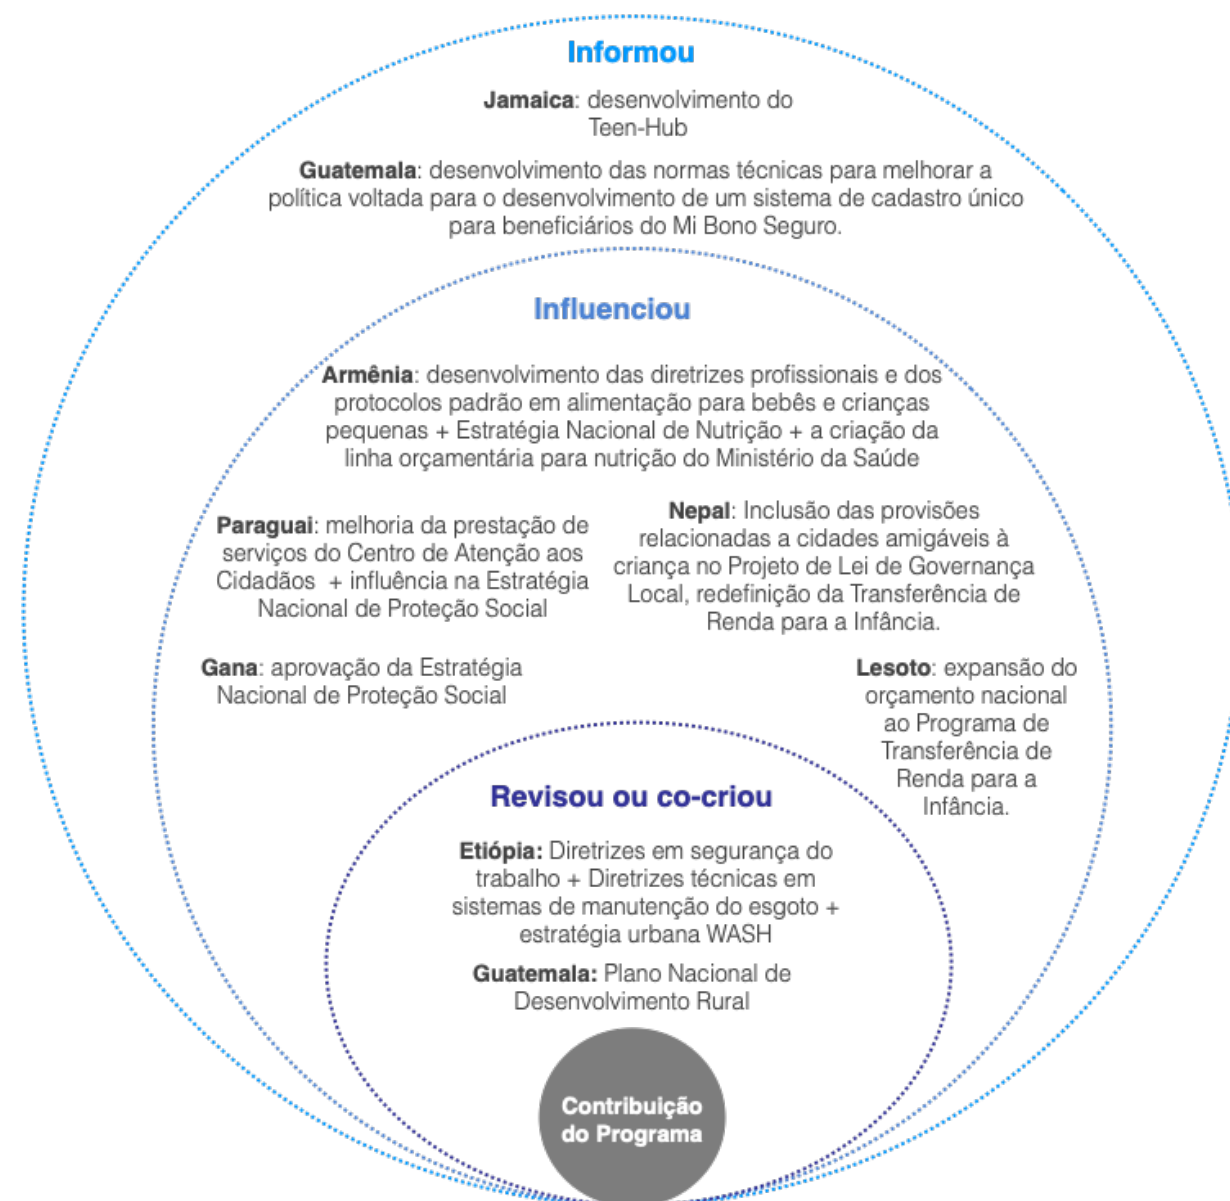 Informou
Jamaica: desenvolvimento do
Teen-Hub
Guatemala: desenvolvimento das normas técnicas para melhorar a
política voltada para o desenvolvimento de um sistema de cadastro único
para beneficiários do Mi Bono Seguro.
Influenciou
Armênia: desenvolvimento das diretrizes profissionais e dos
protocolos padrão em alimentação para bebês e crianças
pequenas + Estratégia Nacional de Nutrição + a criação da
linha orçamentária para nutrição do Ministério da Saúde
Paraguai: melhoria da prestação de
serviços do Centro de Atenção aos
Cidadãos + influência na Estratégia
Nacional de Proteção Social
Nepal: Inclusão das provisões
relacionadas a cidades amigáveis à
criança no Projeto de Lei de Governança
Local, redefinição da Transferência de
Renda para a Infância.
Gana: aprovação da Estratégia
Nacional de Proteção Social
Lesoto: expansão do
orçamento nacional
ao Programa de
Transferência de
Renda para a
Infância.
Revisou ou co-criou
Etiópia: Diretrizes em segurança do
trabalho + Diretrizes técnicas em
sistemas de manutenção do esgoto +
estratégia urbana WASH
Guatemala: Plano Nacional de
Desenvolvimento Rural
Contribuição
do Programa